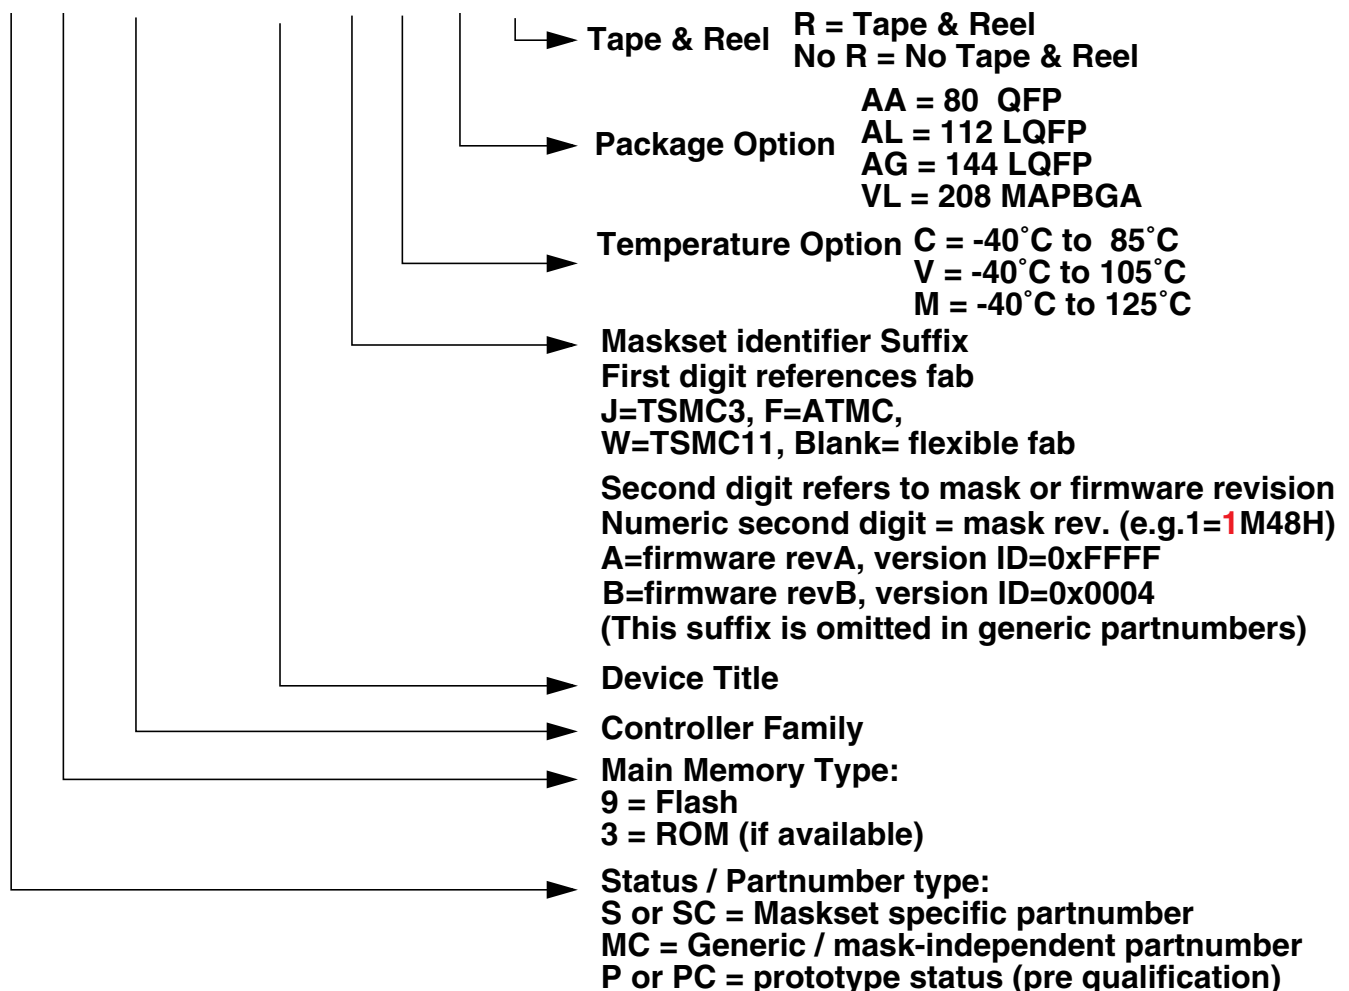 Tape & Reel R = Tape & Reel
No R = No Tape & Reel
Package Option AA = 80 QFP
AL = 112 LQFP
AG = 144 LQFP
VL = 208 MAPBGA
Temperature Option C = -40˚C to 85˚C
V = -40˚C to 105˚C
M = -40˚C to 125˚C
Maskset identifier Suffix
First digit references fab
J=TSMC3, F=ATMC,
W=TSMC11, Blank= flexible fab
Second digit refers to mask or firmware revision
Numeric second digit = mask rev. (e.g.1=1M48H)
A=firmware revA, version ID=0xFFFF
B=firmware revB, version ID=0x0004
(This suffix is omitted in generic partnumbers)
Device Title
Controller Family
Main Memory Type:
9 = Flash
3 = ROM (if available)
Status / Partnumber type:
S or SC = Maskset specific partnumber
MC = Generic / mask-independent partnumber
P or PC = prototype status (pre qualification)